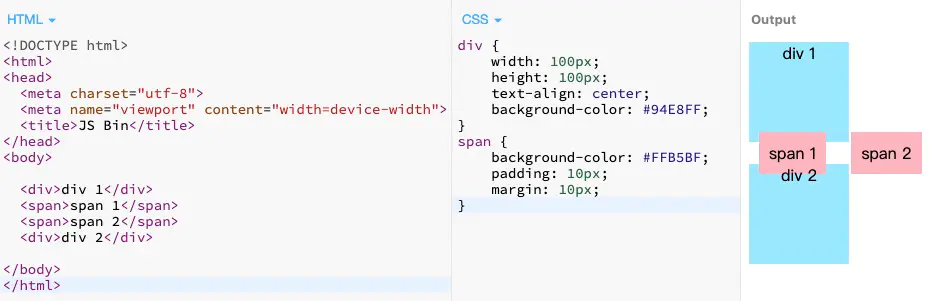 HTML
<!DOCTYPE html>
<html>
<head>
  <meta charset="utf-8">
  <meta name="viewport" content="width=device-width">
  <title>JS Bin</title>
</head>
<body>

  <div>div 1</div>
  <span>span 1</span>
  <span>span 2</span>
  <div>div 2</div>

</body>
</html>
CSS
div {
    width: 100px;
    height: 100px;
    text-align: center;
    background-color: #94E8FF;
}
span {
    background-color: #FFB5BF;
    padding: 10px;
    margin: 10px;
}
Output
div 1
span 1 span 2
div 2